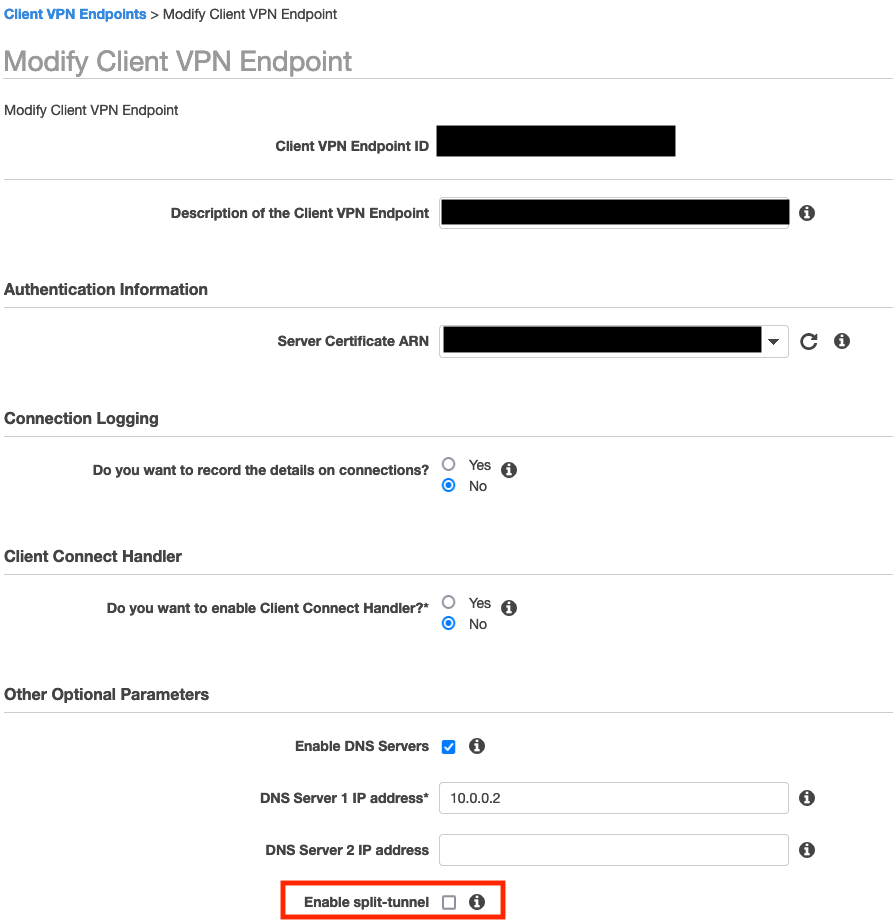 Client VPN Endpoints > Modify Client VPN Endpoint
Modify Client VPN Endpoint
Modify Client VPN Endpoint
Client VPN Endpoint ID
Description of the Client VPN Endpoint
Authentication Information
Server Certificate ARN
Connection Logging
Do you want to record the details on connections?
Yes
No
Client Connect Handler
Do you want to enable Client Connect Handler?*
Yes
No
Other Optional Parameters
Enable DNS Servers
DNS Server 1 IP address* 10.0.0.2
DNS Server 2 IP address
Enable split-tunnel